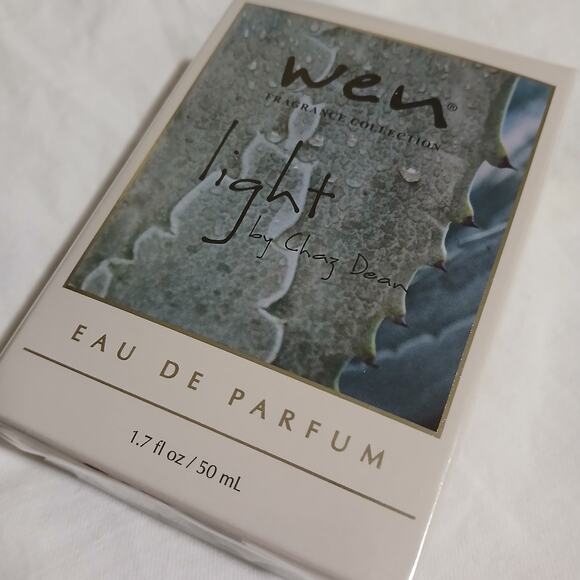 wen®
FRAGRANCE COLLECTION
light
by Chaz Dean
EAU DE PARFUM
1.7 fl oz / 50 mL